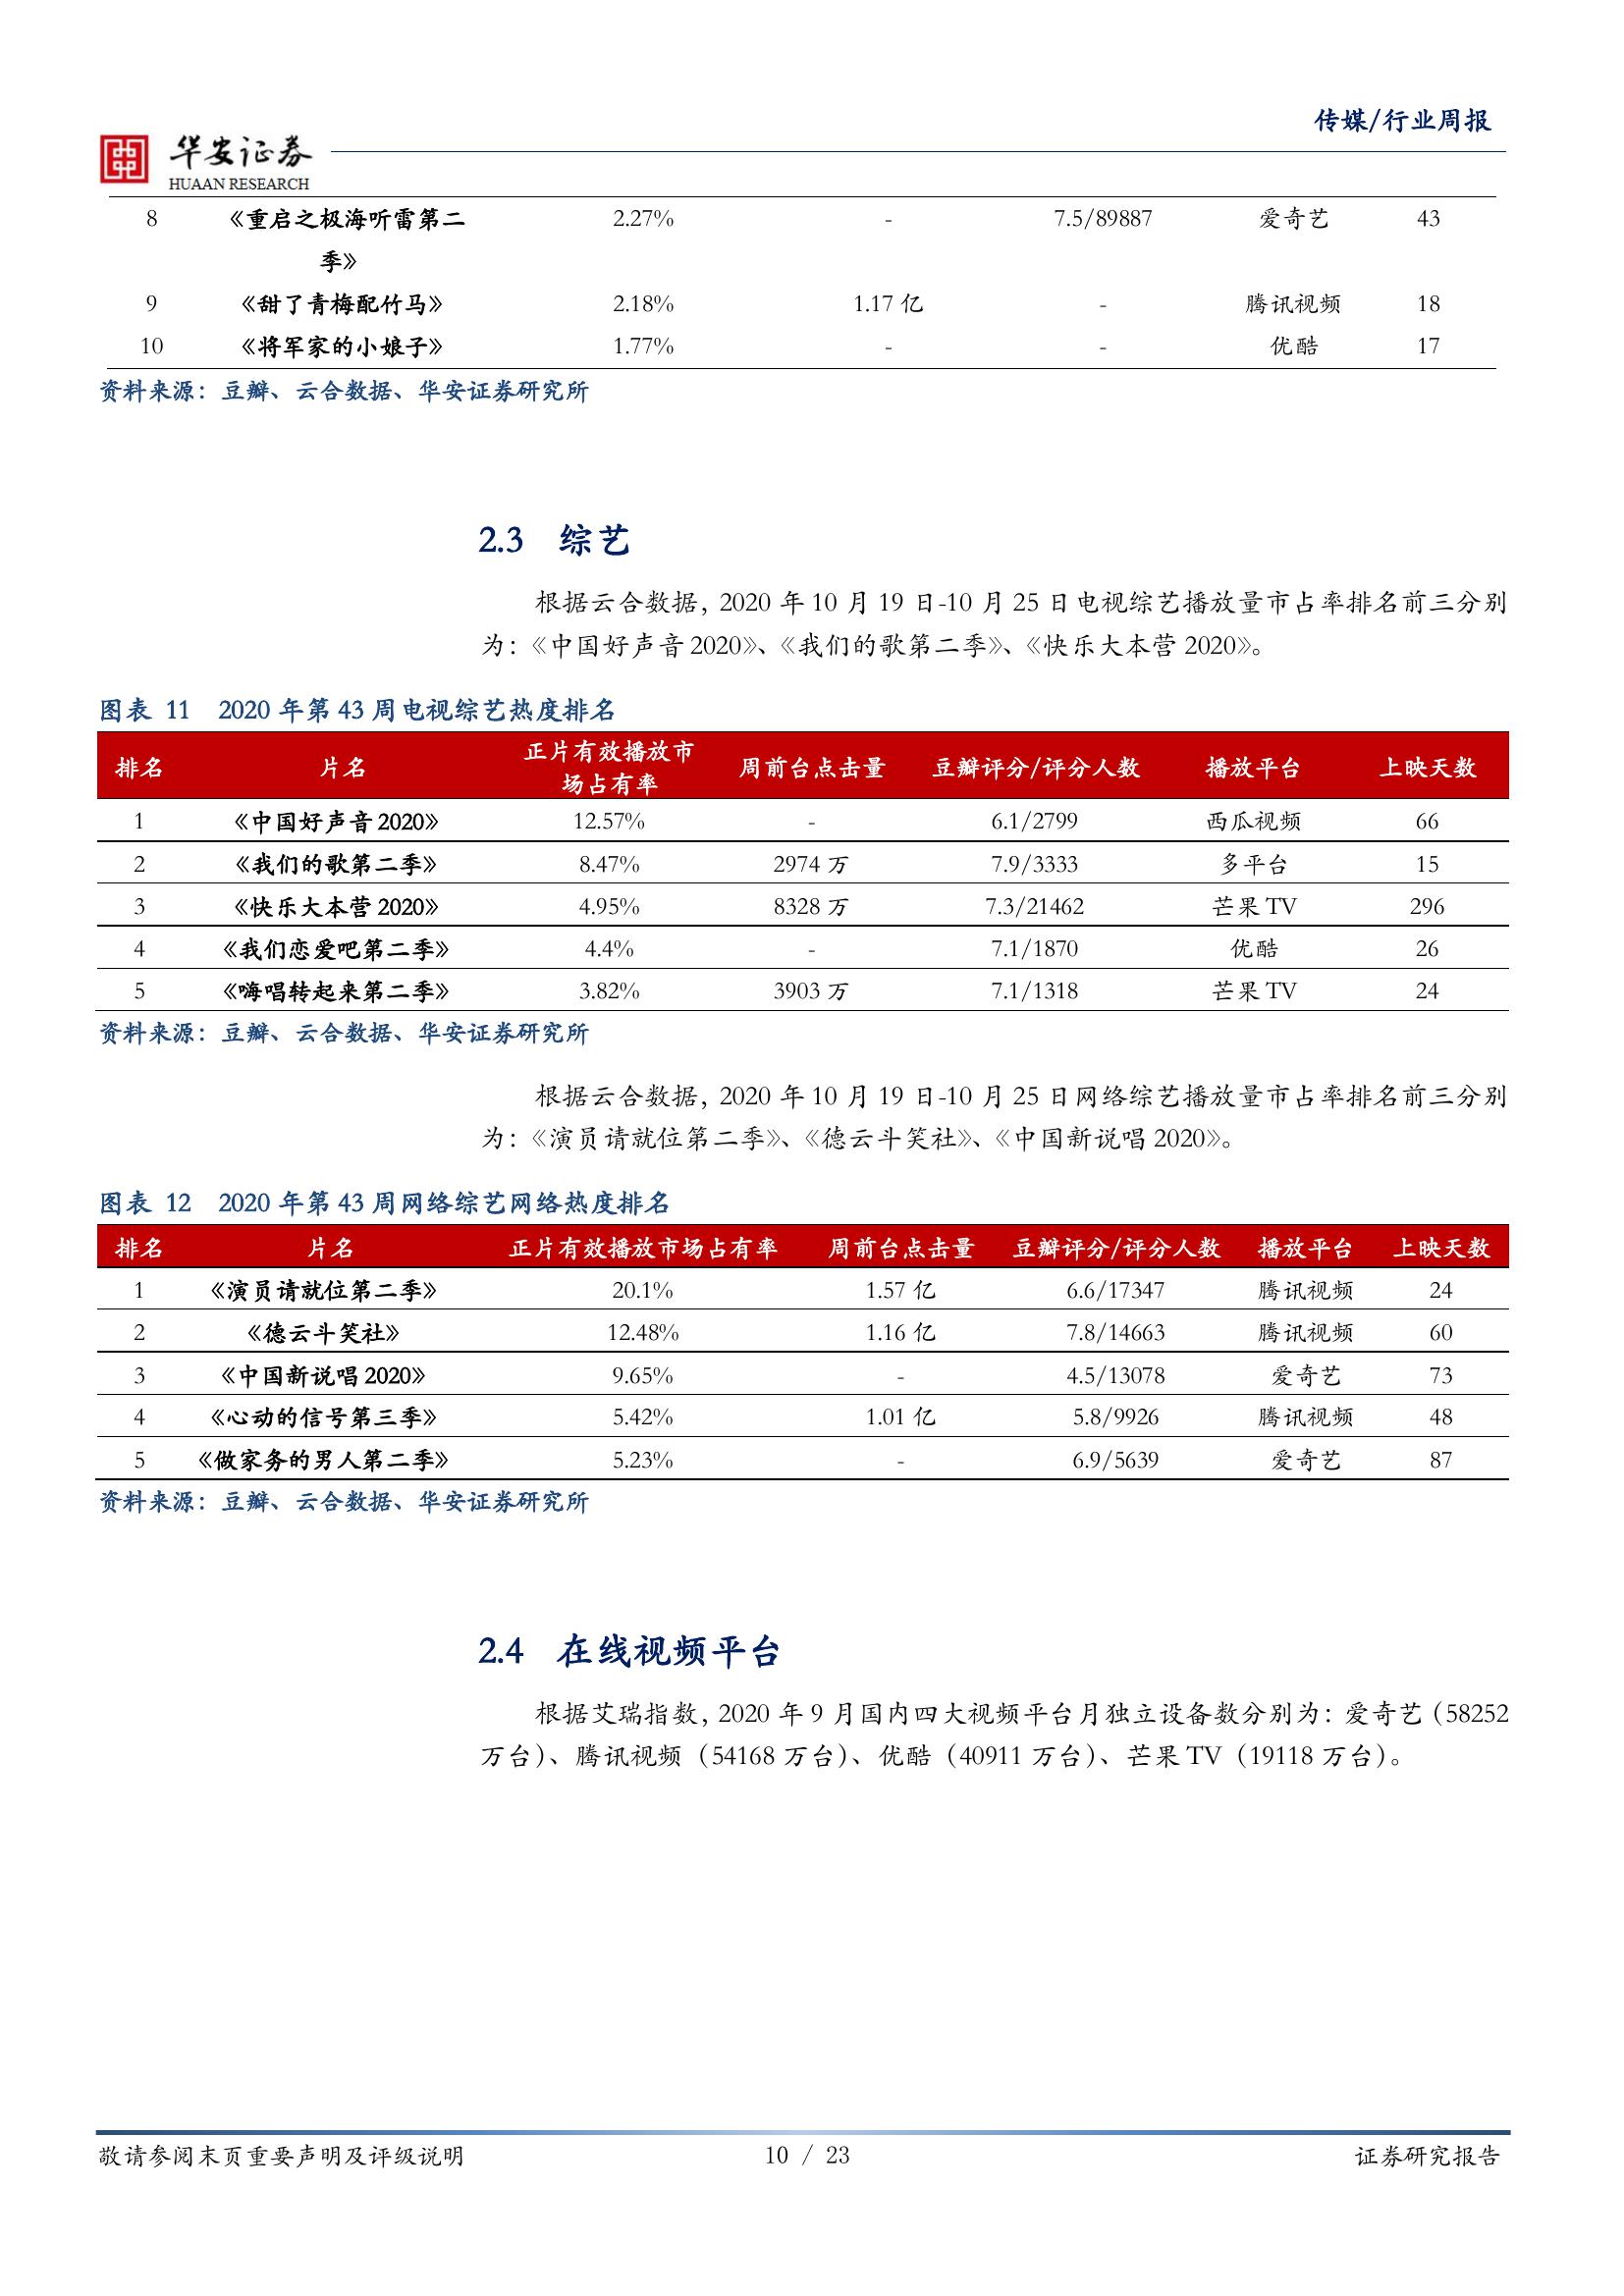 传媒/行业周报
华安证券
HUAAN RESEARCH
8 《重启之极海听雷第二 2.27% - 7.5/89887 爱奇艺 43
季》
9 《甜了青梅配竹马》 2.18% 1.17 亿 - 腾讯视频 18
10 《将军家的小娘子》 1.77% - - 优酷 17
资料来源：豆瓣、云合数据、华安证券研究所
2.3 综艺
根据云合数据，2020 年 10 月 19 日-10 月 25 日电视综艺播放量市占率排名前三分别
为：《中国好声音 2020》、《我们的歌第二季》、《快乐大本营 2020》。
图表 11 2020 年第 43 周电视综艺热度排名
排名 片名 正片有效播放市 周前台点击量 豆瓣评分/评分人数 播放平台 上映天数
场占有率
1 《中国好声音 2020》 12.57% - 6.1/2799 西瓜视频 66
2 《我们的歌第二季》 8.47% 2974 万 7.9/3333 多平台 15
3 《快乐大本营 2020》 4.95% 8328 万 7.3/21462 芒果 TV 296
4 《我们恋爱吧第二季》 4.4% - 7.1/1870 优酷 26
5 《嗨唱转起来第二季》 3.82% 3903 万 7.1/1318 芒果 TV 24
资料来源：豆瓣、云合数据、华安证券研究所
根据云合数据，2020 年 10 月 19 日-10 月 25 日网络综艺播放量市占率排名前三分别
为：《演员请就位第二季》、《德云斗笑社》、《中国新说唱 2020》。
图表 12 2020 年第 43 周网络综艺网络热度排名
排名 片名 正片有效播放市场占有率 周前台点击量 豆瓣评分/评分人数 播放平台 上映天数
1 《演员请就位第二季》 20.1% 1.57 亿 6.6/17347 腾讯视频 24
2 《德云斗笑社》 12.48% 1.16 亿 7.8/14663 腾讯视频 60
3 《中国新说唱 2020》 9.65% - 4.5/13078 爱奇艺 73
4 《心动的信号第三季》 5.42% 1.01 亿 5.8/9926 腾讯视频 48
5 《做家务的男人第二季》 5.23% - 6.9/5639 爱奇艺 87
资料来源：豆瓣、云合数据、华安证券研究所
2.4 在线视频平台
根据艾瑞指数，2020 年 9 月国内四大视频平台月独立设备数分别为：爱奇艺（58252
万台）、腾讯视频（54168 万台）、优酷（40911 万台）、芒果 TV（19118 万台）。
敬请参阅末页重要声明及评级说明 10 / 23 证券研究报告